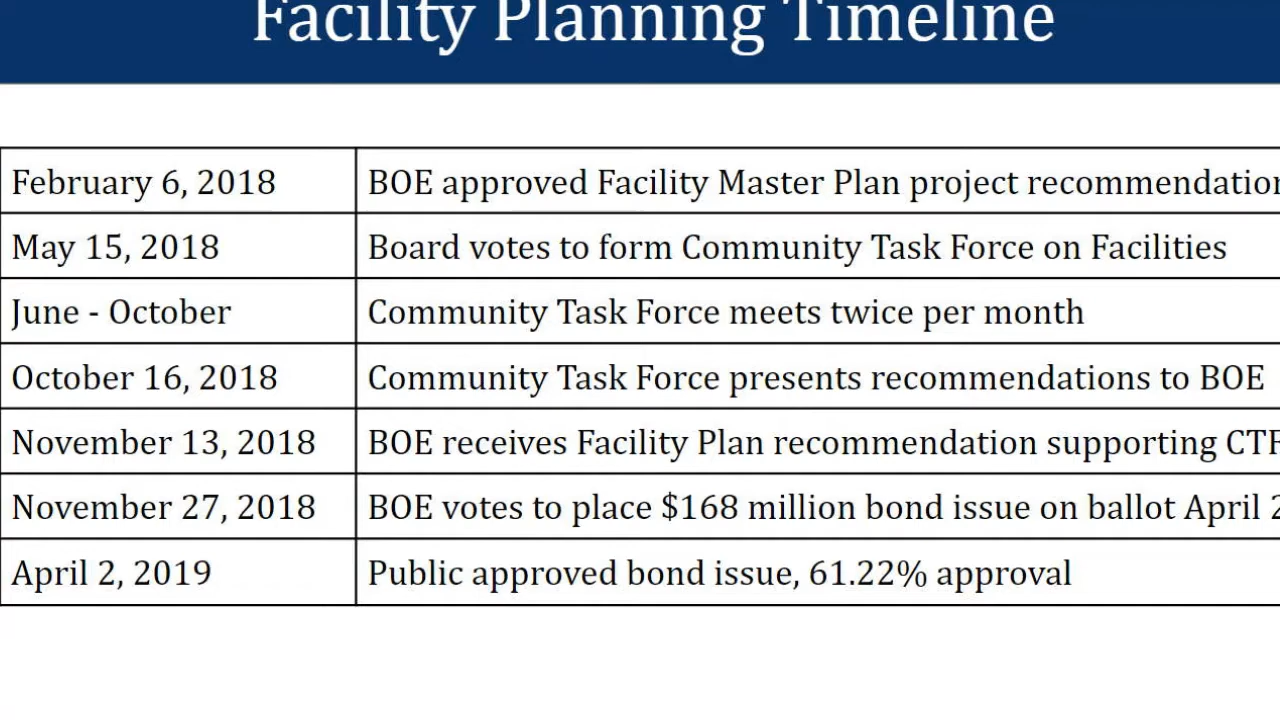 Facility Planning Timeline
February 6, 2018 BOE approved Facility Master Plan project
May 15, 2018 Board votes to form Community Task Force on Facilities
June - October Community Task Force meets twice per month
October 16, 2018 Community Task Force presents recommendations to BOE
November 13, 2018 BOE receives Facility Plan recommendation supporting
November 27, 2018 BOE votes to place $168 million bond issue on ballot April
April 2, 2019 Public approved bond issue, 61.22% approval